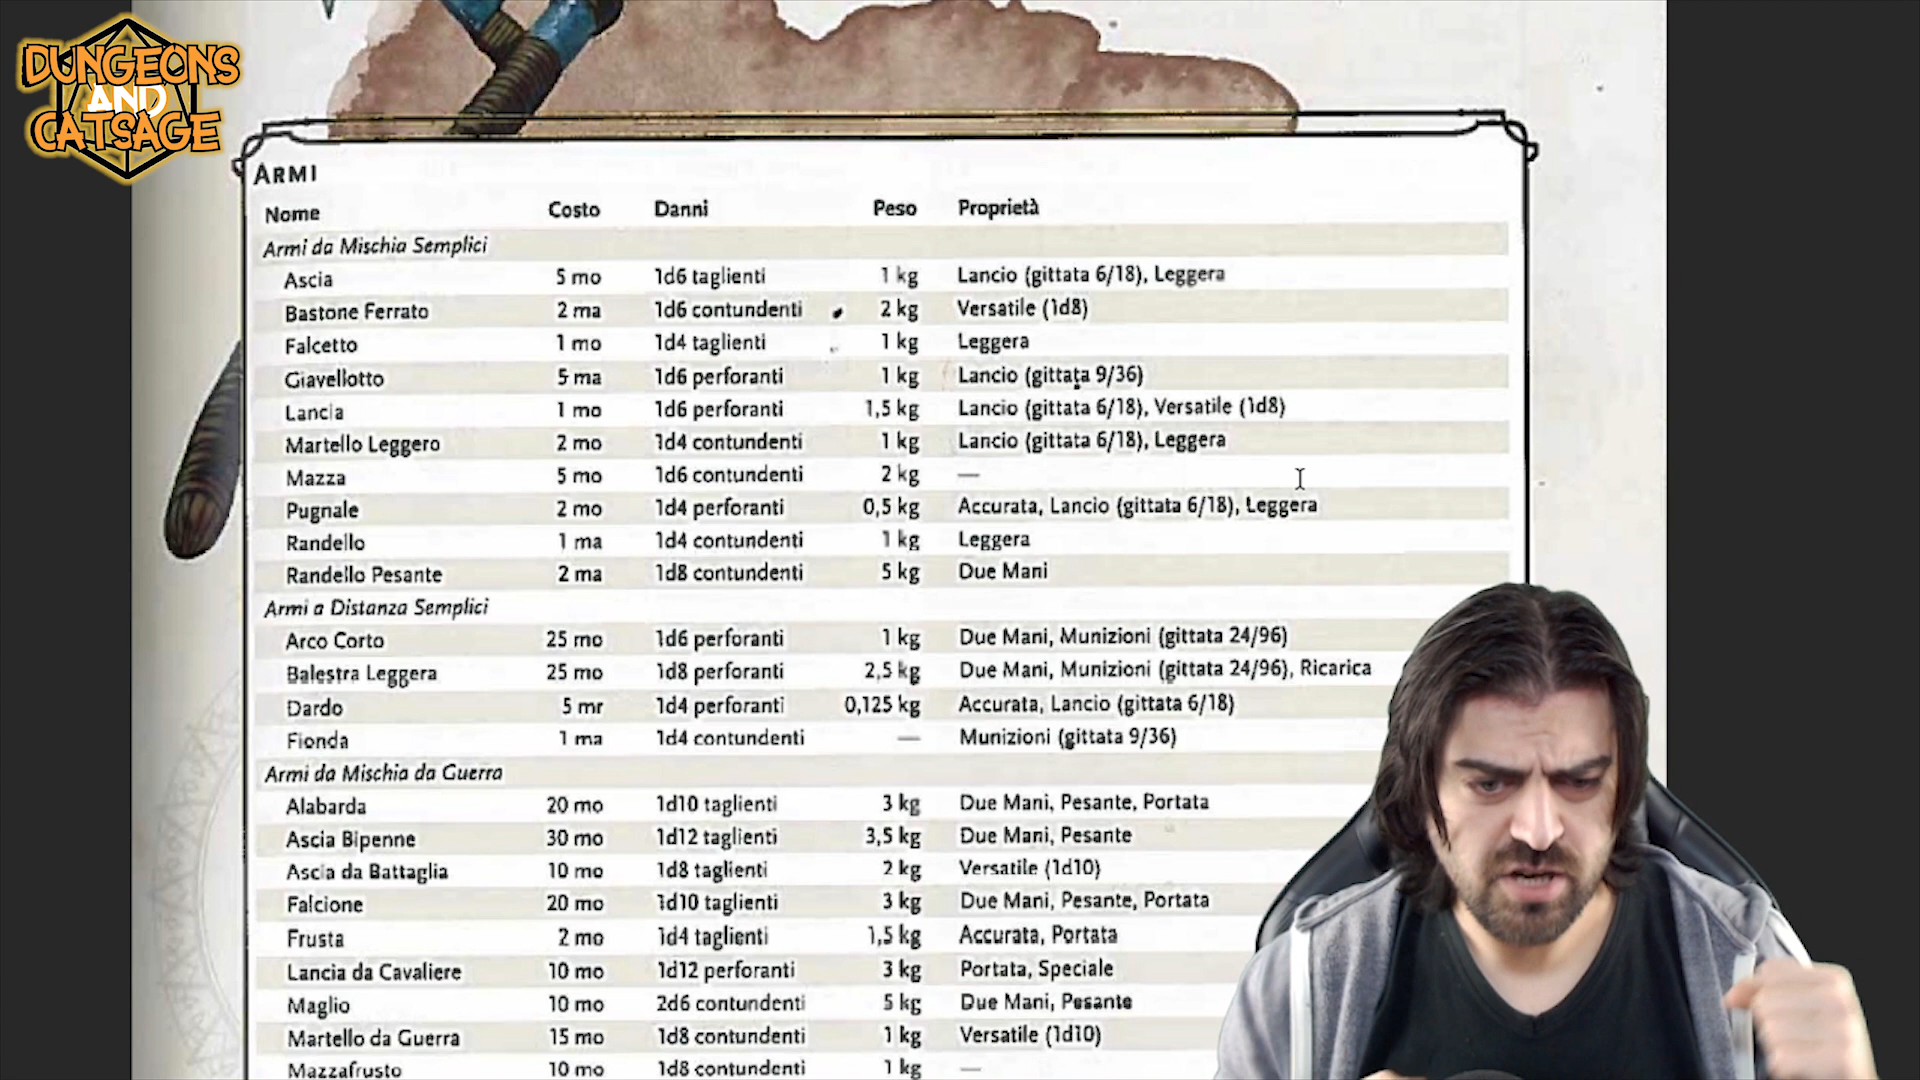 DUNGEONS
AND
CATSAGE
ARMI
Nome Costo Danni Peso Proprietà
Armi da Mischia Semplici
Ascia 5 mo 1d6 taglienti 1 kg Lancio (gittata 6/18), Leggera
Bastone Ferrato 2 ma 1d6 contundenti 2 kg Versatile (1d8)
Falcetto 1 mo 1d4 taglienti 1 kg Leggera
Giavellotto 5 ma 1d6 perforanti 1 kg Lancio (gittata 9/36)
Lancia 1 mo 1d6 perforanti 1,5 kg Lancio (gittata 6/18), Versatile (1d8)
Martello Leggero 2 mo 1d4 contundenti 1 kg Lancio (gittata 6/18), Leggera
Mazza 5 mo 1d6 contundenti 2 kg —
Pugnale 2 mo 1d4 perforanti 0,5 kg Accurata, Lancio (gittata 6/18), Leggera
Randello 1 ma 1d4 contundenti 1 kg Leggera
Randello Pesante 2 ma 1d8 contundenti 5 kg Due Mani
Armi a Distanza Semplici
Arco Corto 25 mo 1d6 perforanti 1 kg Due Mani, Munizioni (gittata 24/96)
Balestra Leggera 25 mo 1d8 perforanti 2,5 kg Due Mani, Munizioni (gittata 24/96), Ricarica
Dardo 5 mr 1d4 perforanti 0,125 kg Accurata, Lancio (gittata 6/18)
Fionda 1 ma 1d4 contundenti — Munizioni (gittata 9/36)
Armi da Mischia da Guerra
Alabarda 20 mo 1d10 taglienti 3 kg Due Mani, Pesante, Portata
Ascia Bipenne 30 mo 1d12 taglienti 3,5 kg Due Mani, Pesante
Ascia da Battaglia 10 mo 1d8 taglienti 2 kg Versatile (1d10)
Falcione 20 mo 1d10 taglienti 3 kg Due Mani, Pesante, Portata
Frusta 2 mo 1d4 taglienti 1,5 kg Accurata, Portata
Lancia da Cavaliere 10 mo 1d12 perforanti 3 kg Portata, Speciale
Maglio 10 mo 2d6 contundenti 5 kg Due Mani, Pesante
Martello da Guerra 15 mo 1d8 contundenti 1 kg Versatile (1d10)
Mazzafrusto 10 mo 1d8 contundenti 1 kg —